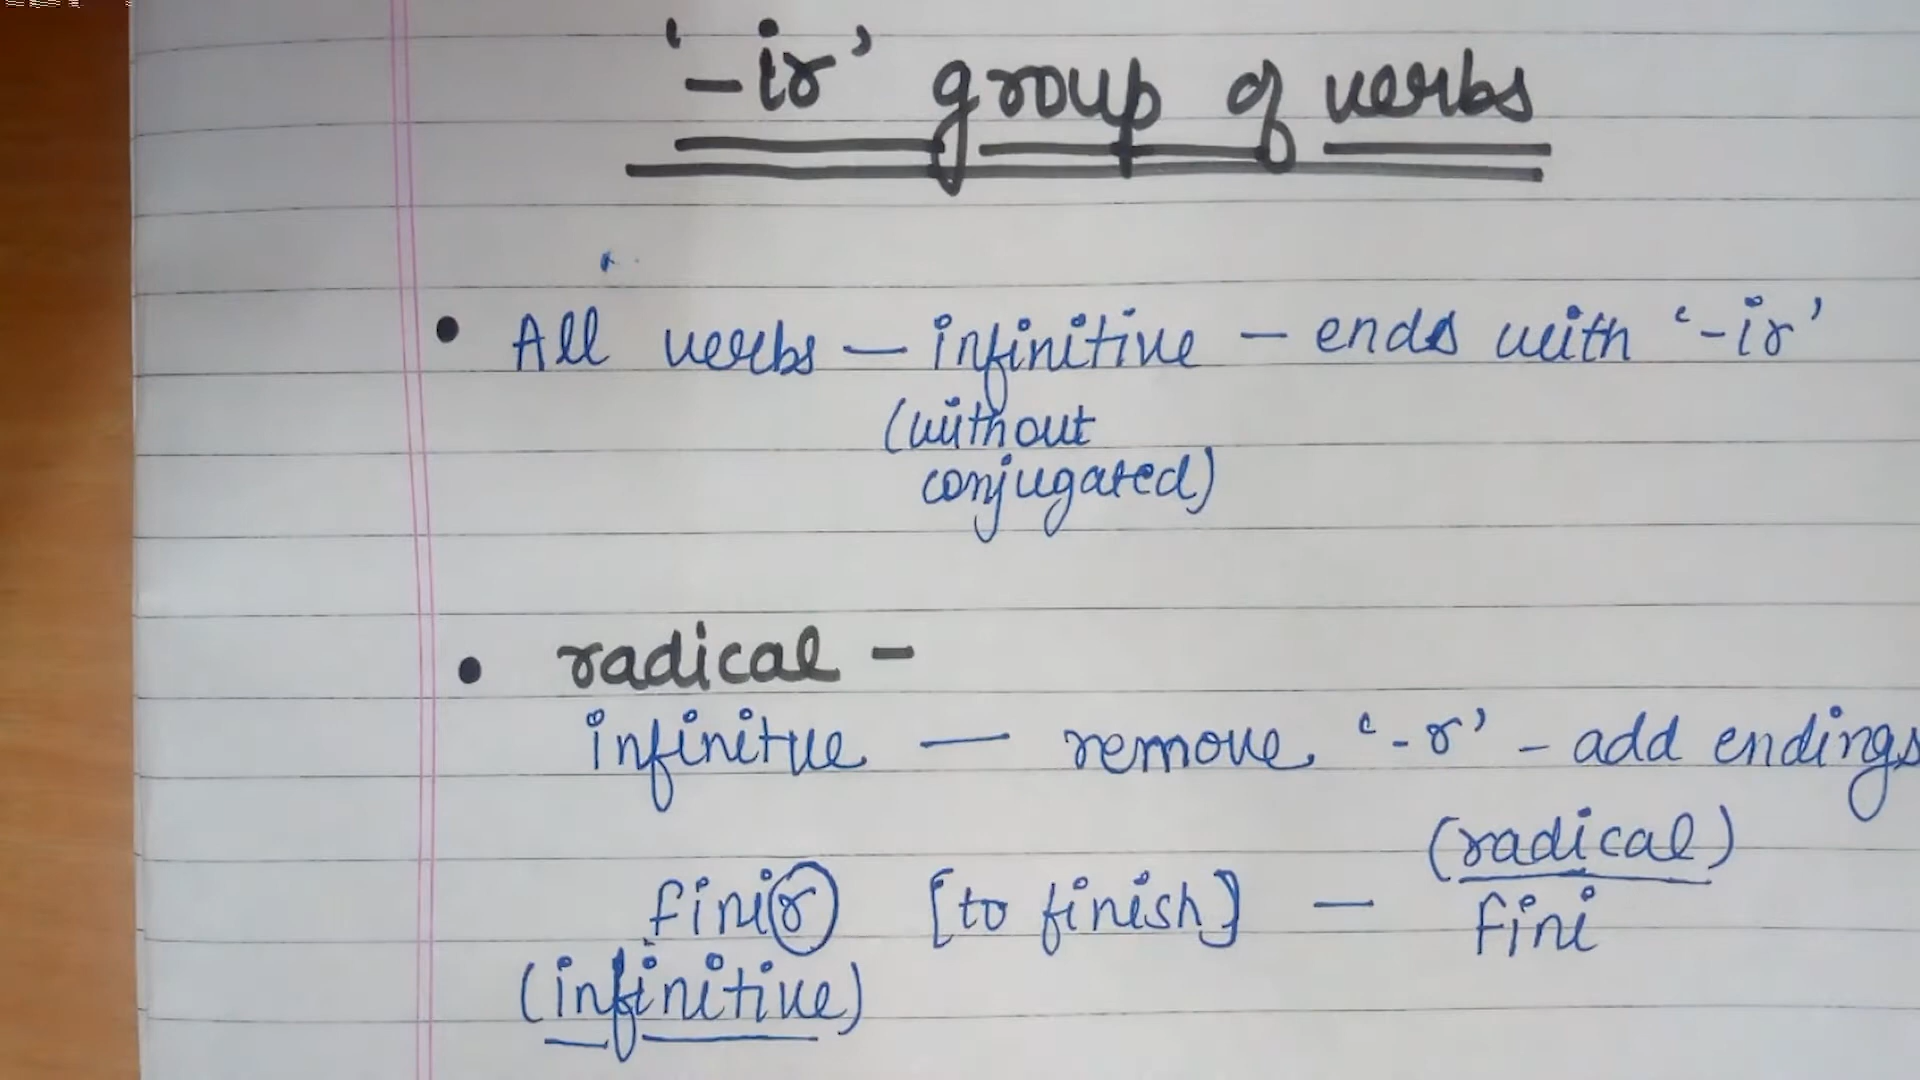 '-ir' group of verbs
• All verbs — infinitive — ends with '-ir'
(without
conjugated)
• radical -
infinitive — remove '-r' - add endings
(radical)
finir [to finish] — fini
(infinitive)